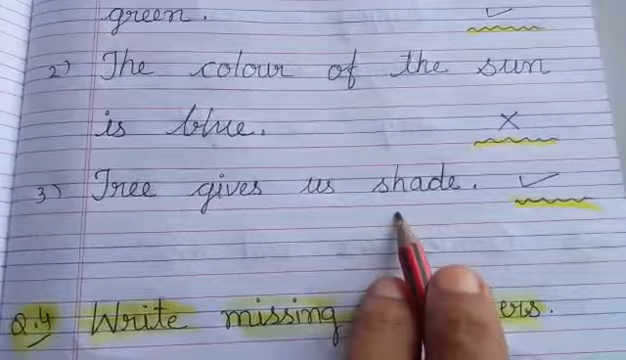 green. ✓
2) The colour of the sun
is blue. ×
3) Tree gives us shade. ✓
Q.4 Write missing